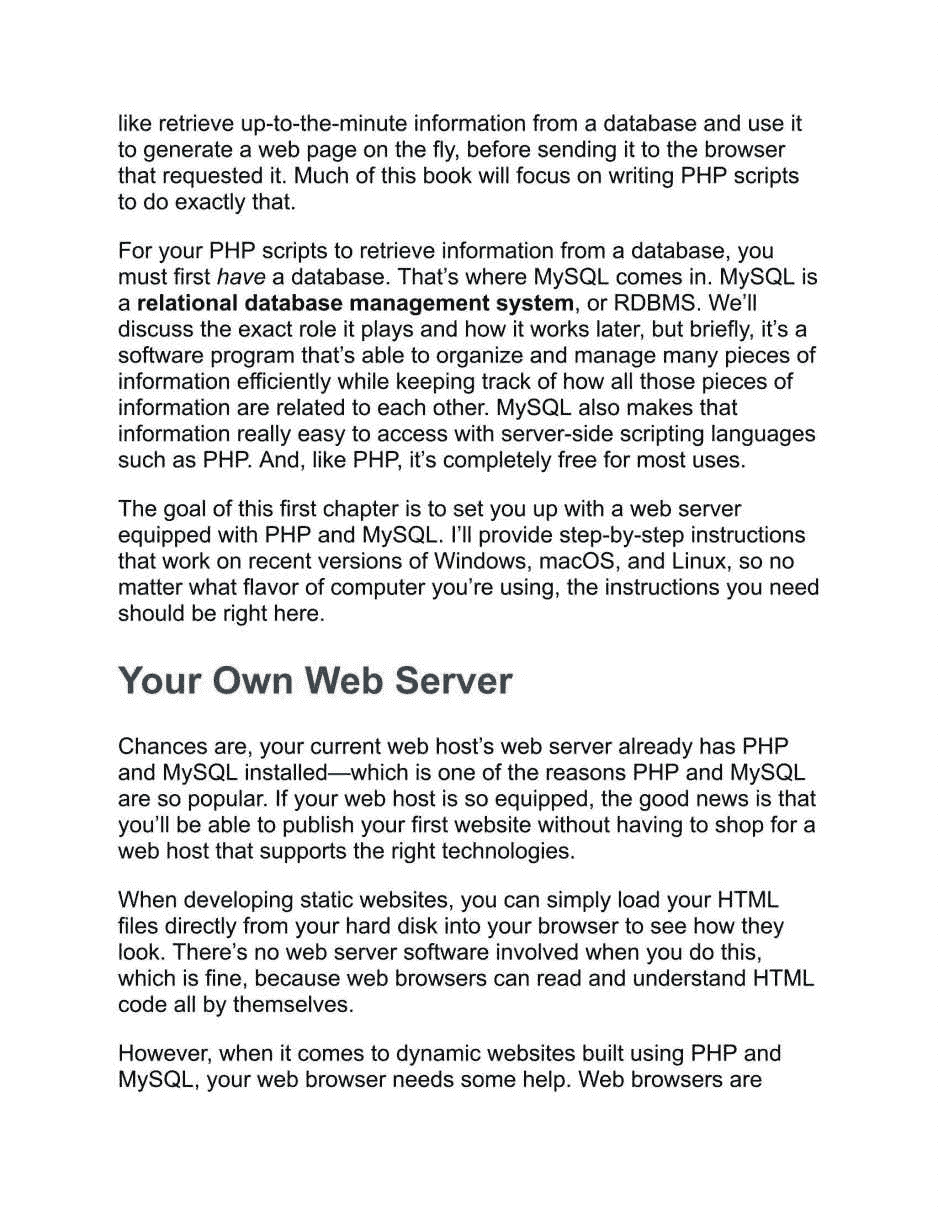 like retrieve up-to-the-minute information from a database and use it
to generate a web page on the fly, before sending it to the browser
that requested it. Much of this book will focus on writing PHP scripts
to do exactly that.
For your PHP scripts to retrieve information from a database, you
must first have a database. That’s where MySQL comes in. MySQL is
a relational database management system, or RDBMS. We’ll
discuss the exact role it plays and how it works later, but briefly, it’s a
software program that’s able to organize and manage many pieces of
information efficiently while keeping track of how all those pieces of
information are related to each other. MySQL also makes that
information really easy to access with server-side scripting languages
such as PHP. And, like PHP, it’s completely free for most uses.
The goal of this first chapter is to set you up with a web server
equipped with PHP and MySQL. I’ll provide step-by-step instructions
that work on recent versions of Windows, macOS, and Linux, so no
matter what flavor of computer you’re using, the instructions you need
should be right here.
Your Own Web Server
Chances are, your current web host’s web server already has PHP
and MySQL installed—which is one of the reasons PHP and MySQL
are so popular. If your web host is so equipped, the good news is that
you’ll be able to publish your first website without having to shop for a
web host that supports the right technologies.
When developing static websites, you can simply load your HTML
files directly from your hard disk into your browser to see how they
look. There’s no web server software involved when you do this,
which is fine, because web browsers can read and understand HTML
code all by themselves.
However, when it comes to dynamic websites built using PHP and
MySQL, your web browser needs some help. Web browsers are